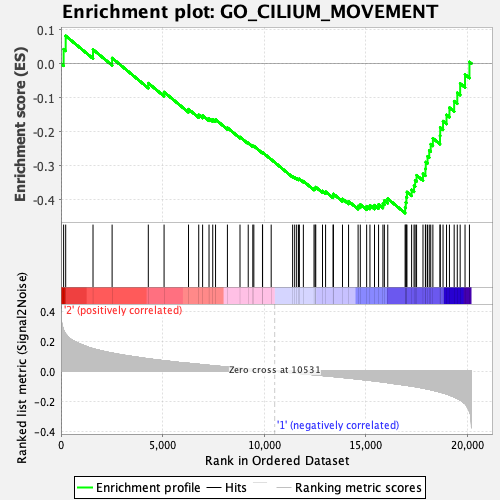 Enrichment plot: GO_CILIUM_MOVEMENT
Enrichment score (ES)
0.1
0.0
-0.1
-0.2
-0.3
-0.4
'2' (positively correlated)
Ranked list metric (Signal2Noise)
0.4
0.2
0.0
-0.2
-0.4
Zero cross at 10531
'1' (negatively correlated)
0
5,000
10,000
15,000
20,000
Rank in Ordered Dataset
Enrichment profile
Hits
Ranking metric scores